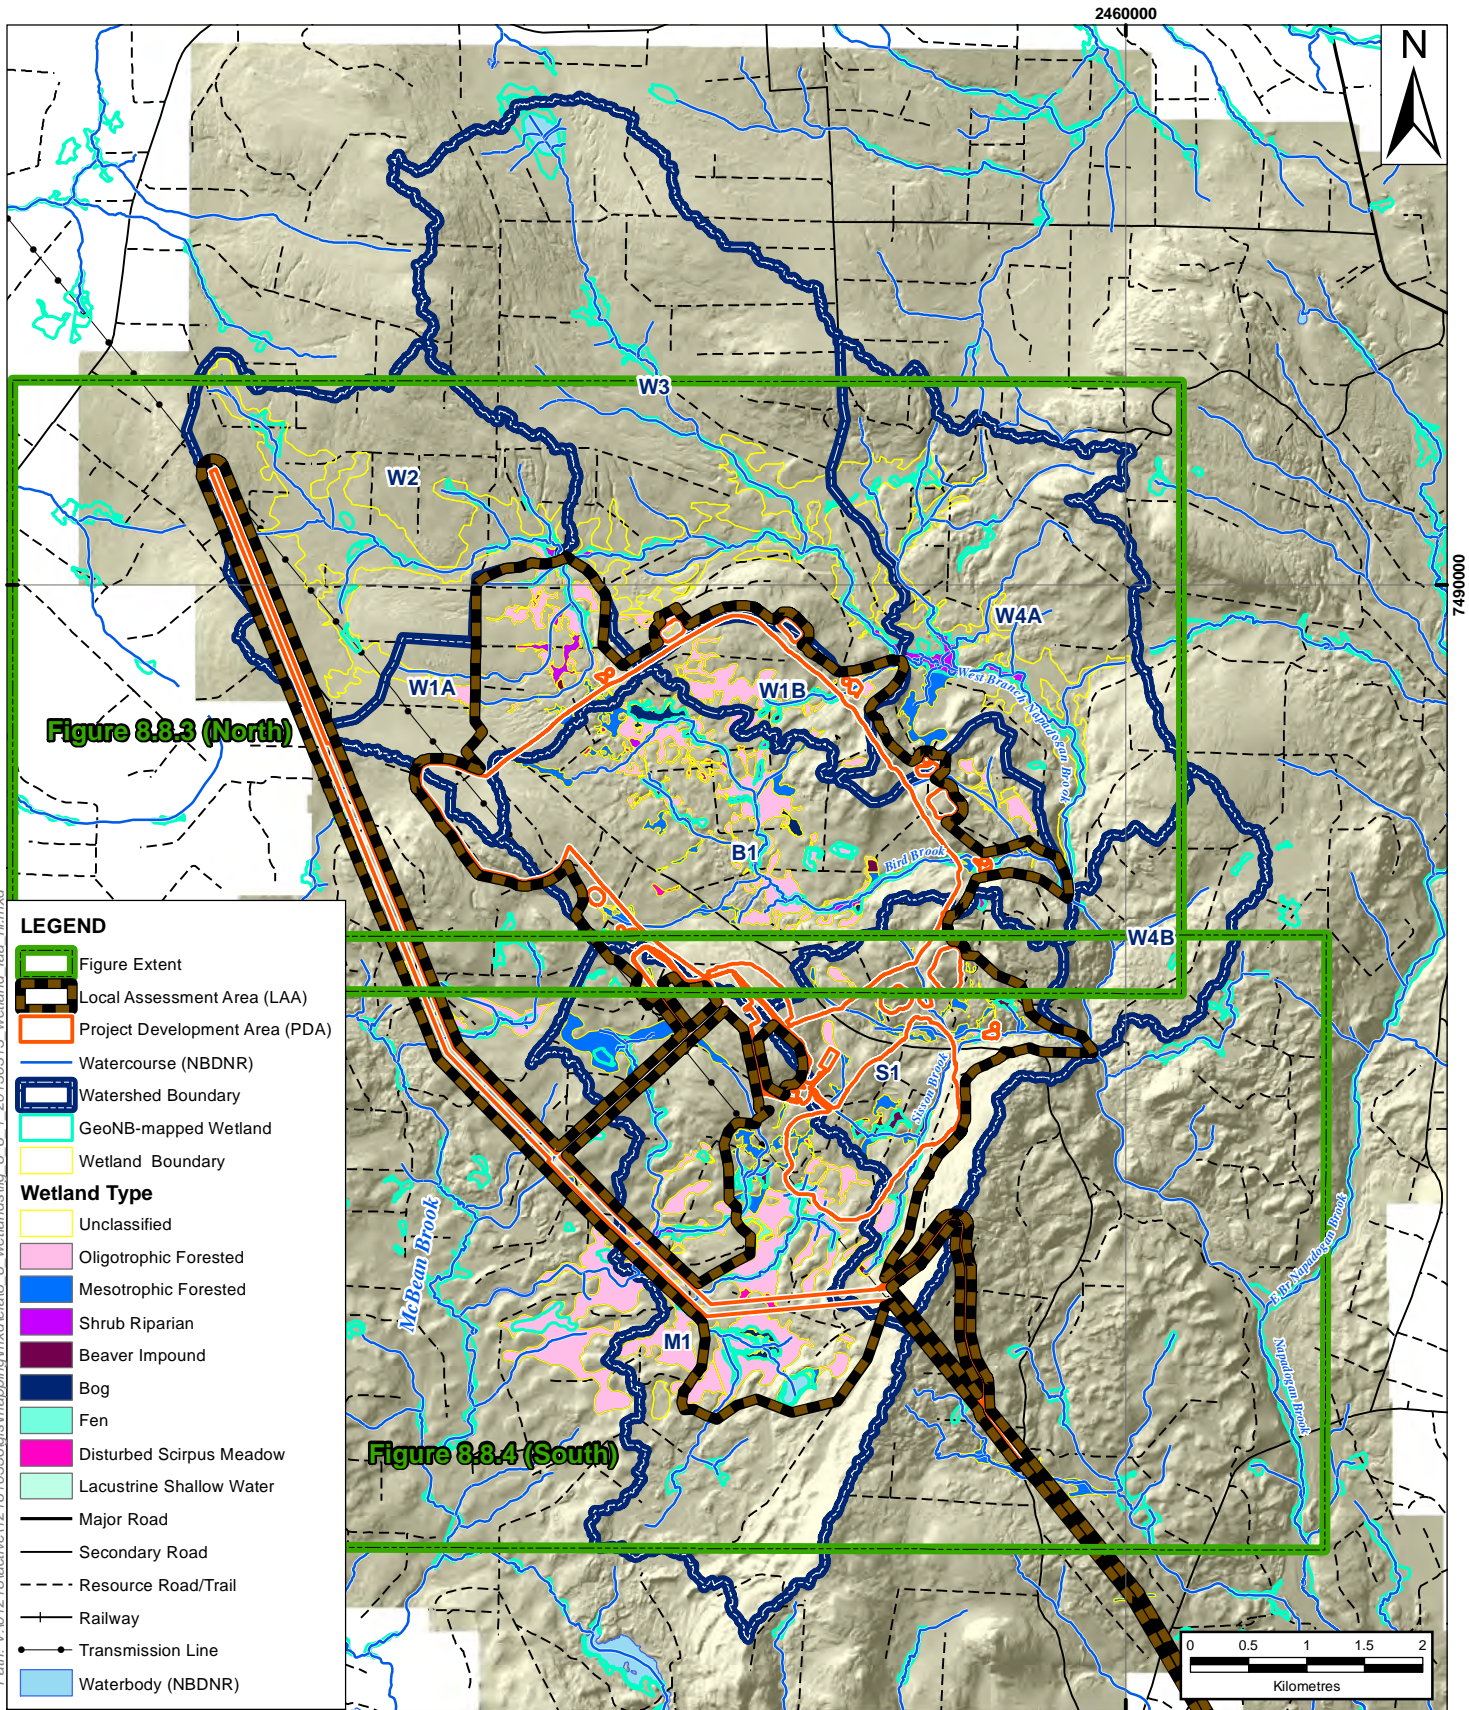 2460000
N
W3
W2
7490000
W4A
W1A
W1B
West Branch Napadogan Brook
Figure 8.8.3 (North)
B1
Bird Brook
W4B
LEGEND
Figure Extent
Local Assessment Area (LAA)
Project Development Area (PDA)
Watercourse (NBDNR)
Watershed Boundary
GeoNB-mapped Wetland
Wetland Boundary
Wetland Type
Unclassified
Oligotrophic Forested
Mesotrophic Forested
Shrub Riparian
Beaver Impound
Bog
Fen
Disturbed Scirpus Meadow
Lacustrine Shallow Water
Major Road
Secondary Road
Resource Road/Trail
Railway
Transmission Line
Waterbody (NBDNR)
S1
Sisson Brook
McBean Brook
E Br Napadogan Brook
M1
Napadogan Brook
Figure 8.8.4 (South)
0 0.5 1 1.5 2
Kilometres